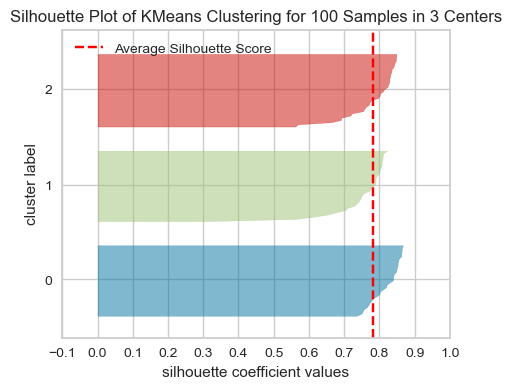 Silhouette Plot of KMeans Clustering for 100 Samples in 3 Centers
Average Silhouette Score
cluster label
2
1
0
-0.1 0.0 0.1 0.2 0.3 0.4 0.5 0.6 0.7 0.8 0.9 1.0
silhouette coefficient values